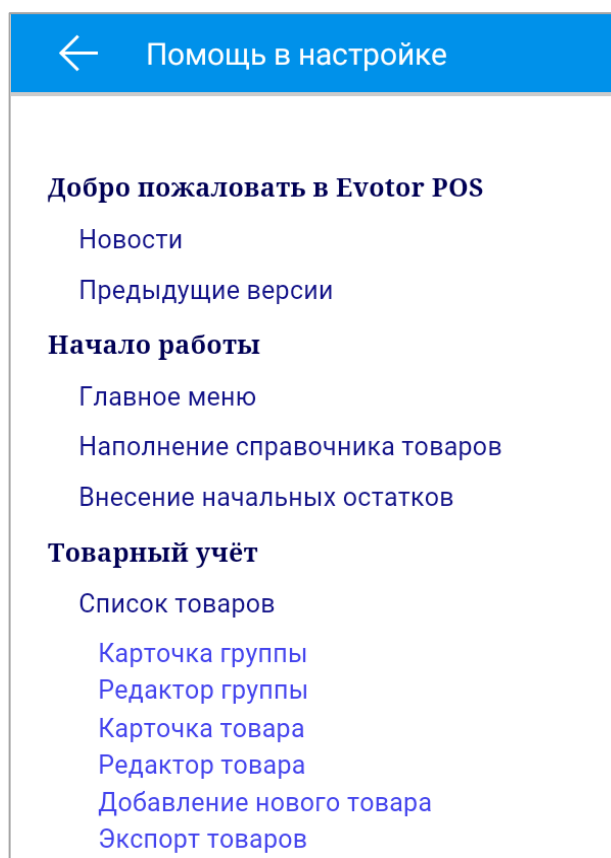 Помощь в настройке
Добро пожаловать в Evotor POS
Новости
Предыдущие версии
Начало работы
Главное меню
Наполнение справочника товаров
Внесение начальных остатков
Товарный учёт
Список товаров
Карточка группы
Редактор группы
Карточка товара
Редактор товара
Добавление нового товара
Экспорт товаров